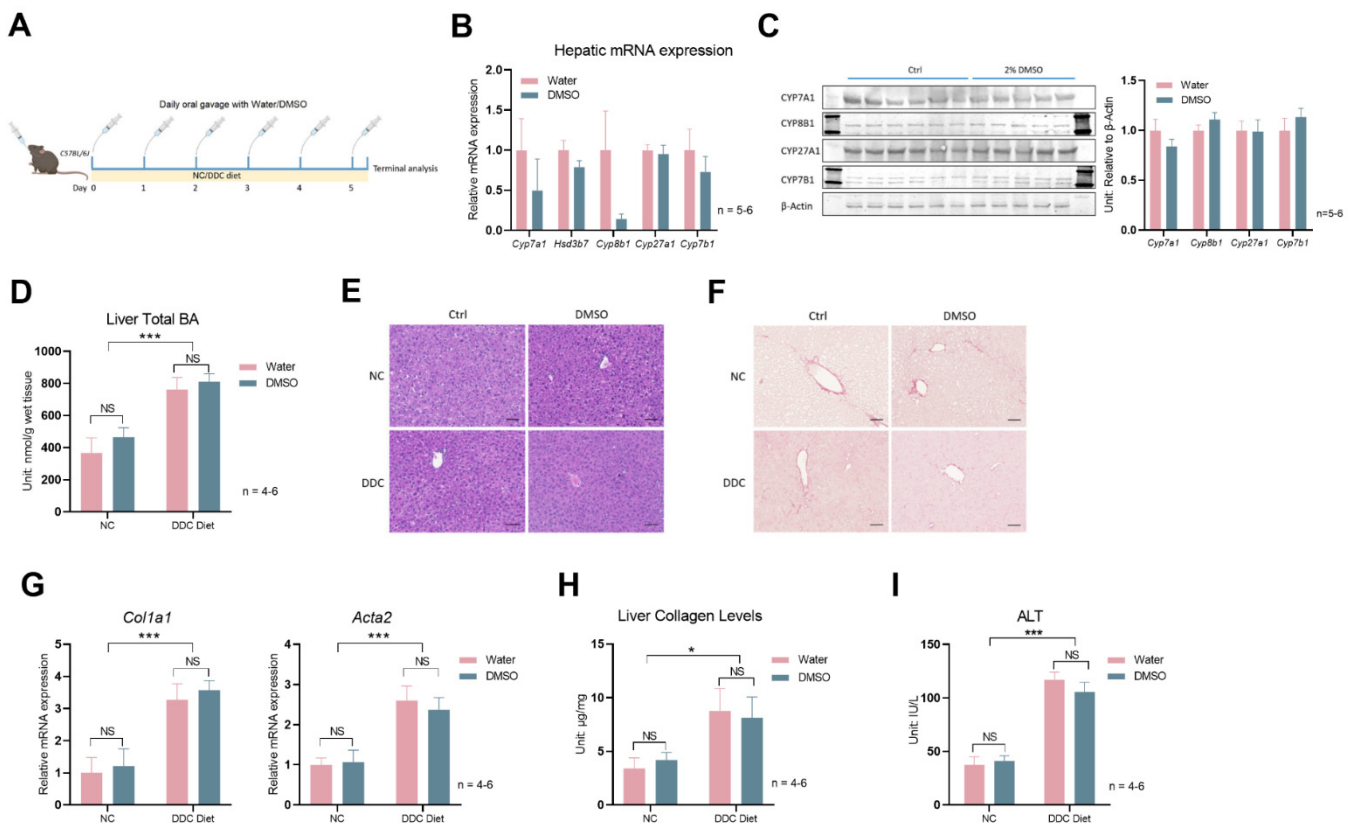 A
Daily oral gavage with Water/DMSO
C57BL/6J
Terminal analysis
NC/DDC diet
Day 0 1 2 3 4 5
B
Hepatic mRNA expression
Water
DMSO
Relative mRNA expression
2.0
1.5
1.0
0.5
0.0
Cyp7a1 Hsd3b7 Cyp8b1 Cyp27a1 Cyp7b1
n = 5-6
C
Ctrl 2% DMSO
CYP7A1
CYP8B1
CYP27A1
CYP7B1
β-Actin
Water
DMSO
Unit: Relative to β-Actin
1.5
1.0
0.5
0.0
Cyp7a1 Cyp8b1 Cyp27a1 Cyp7b1
n=5-6
D
Liver Total BA
***
NS
NS
Water
DMSO
Unit: nmol/g wet tissue
1000
800
600
400
200
0
NC DDC Diet
n = 4-6
E
Ctrl DMSO
NC
DDC
F
Ctrl DMSO
NC
DDC
G
Col1a1
***
NS
NS
Relative mRNA expression
5
4
3
2
1
0
NC DDC Diet
Acta2
***
NS
NS
Water
DMSO
Relative mRNA expression
4
3
2
1
0
NC DDC Diet
n = 4-6
H
Liver Collagen Levels
*
NS
NS
Water
DMSO
Unit: µg/mg
15
10
5
0
NC DDC Diet
n = 4-6
I
ALT
***
NS
NS
Water
DMSO
Unit: IU/L
150
100
50
0
NC DDC Diet
n = 4-6